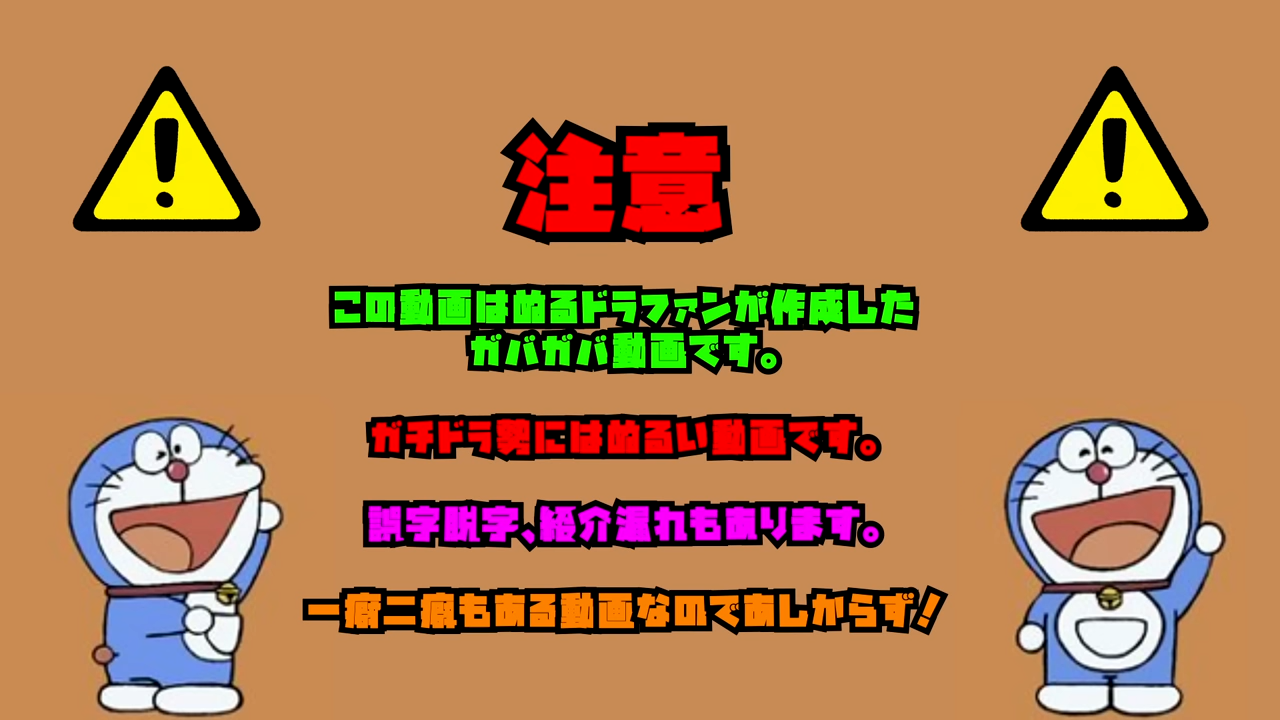 注意
この動画はぬるドラファンが作成した
ガバガバ動画です。
ガチドラ勢にはぬるい動画です。
誤字脱字、紹介漏れもあります。
一癖二癖もある動画なのであしからず!